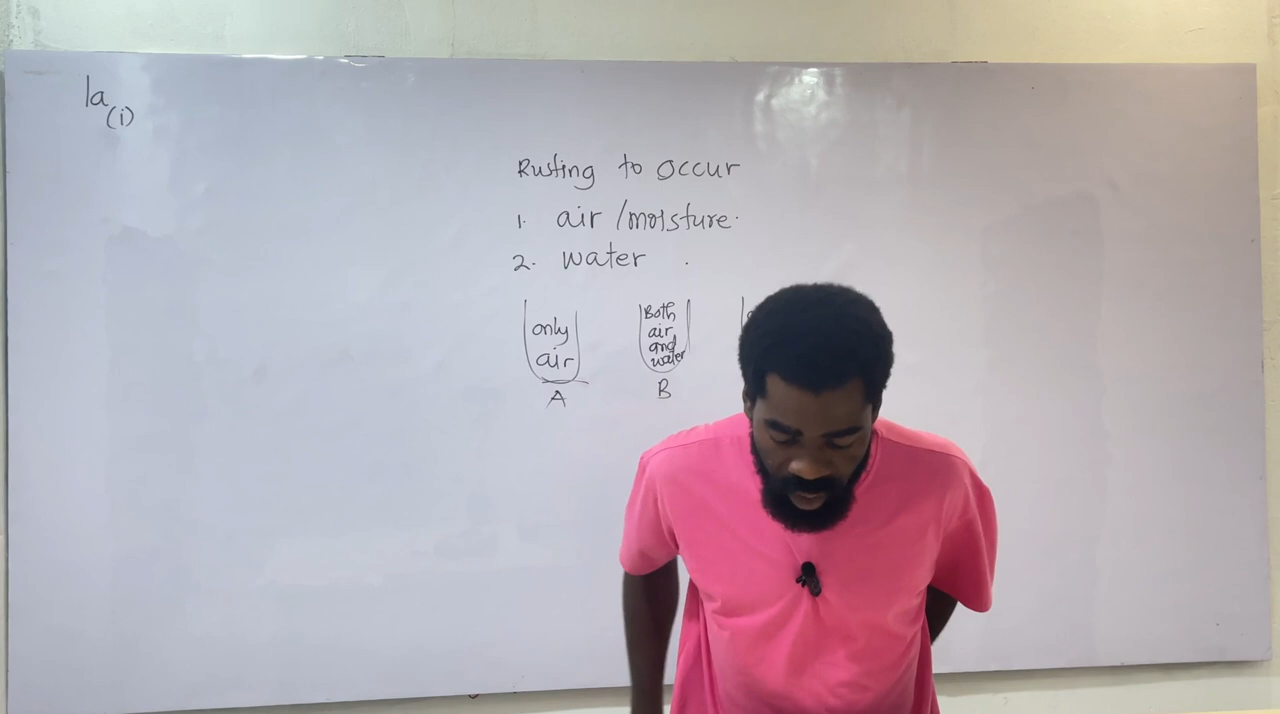 1a
(i)
Rusting to occur
1. air/moisture.
2. water .
only
air
A
Both
air
and
water
B